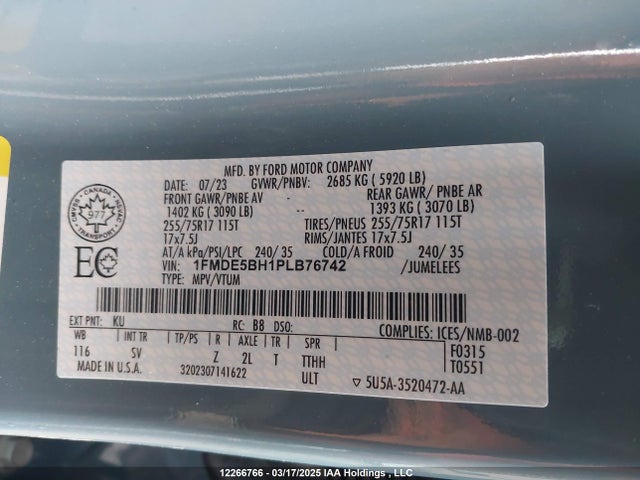 MFD. BY FORD MOTOR COMPANY
DATE: 07/23 GVWR/PNBV: 2685 KG ( 5920 LB)
FRONT GAWR/PNBE AV REAR GAWR/ PNBE AR
1402 KG ( 3090 LB) -- 1393 KG ( 3070 LB)
255/75R17 115T TIRES/PNEUS 255/75R17 115T
17x7.5J RIMS/JANTES 17x7.5J
AT/A kPa/PSI/LPC 240/ 35 COLD/A FROID 240/ 35
VIN: 1FMDE5BH1PLB76742 /JUMELEES
TYPE: MPV/VTUM
CANADA
977
TRANSPORT
EC
EXT PNT: KU RC: B8 DSO: COMPLIES: ICES/NMB-002
WB INT TR TP/PS R AXLE TR SPR F0315
116 SV Z 2L T TTHH T0551
MADE IN U.S.A. 3202307141622 ULT ▽ 5U5A-3520472-AA
12266766 - 03/17/2025 IAA Holdings , LLC